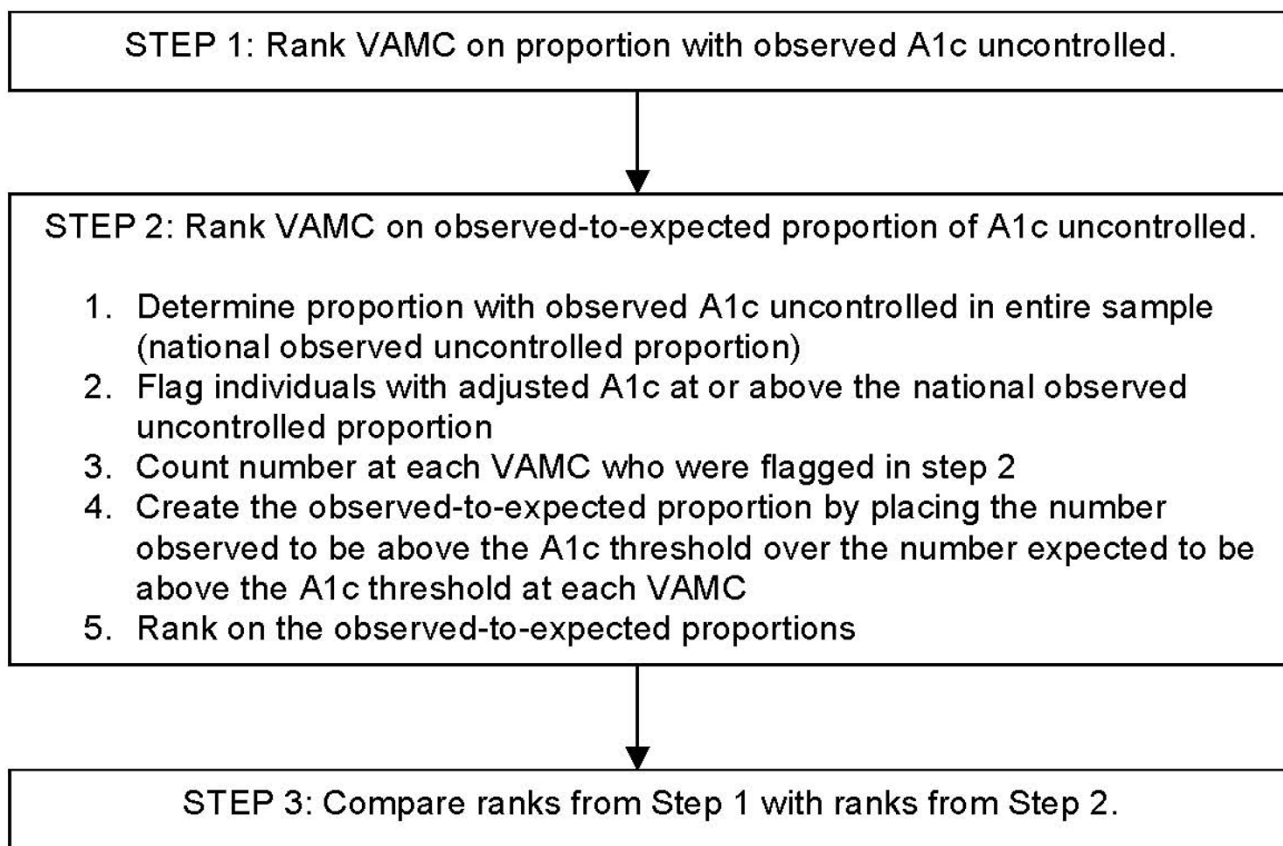 STEP 1: Rank VAMC on proportion with observed A1c uncontrolled.
STEP 2: Rank VAMC on observed-to-expected proportion of A1c uncontrolled.
1. Determine proportion with observed A1c uncontrolled in entire sample
(national observed uncontrolled proportion)
2. Flag individuals with adjusted A1c at or above the national observed
uncontrolled proportion
3. Count number at each VAMC who were flagged in step 2
4. Create the observed-to-expected proportion by placing the number
observed to be above the A1c threshold over the number expected to be
above the A1c threshold at each VAMC
5. Rank on the observed-to-expected proportions
STEP 3: Compare ranks from Step 1 with ranks from Step 2.